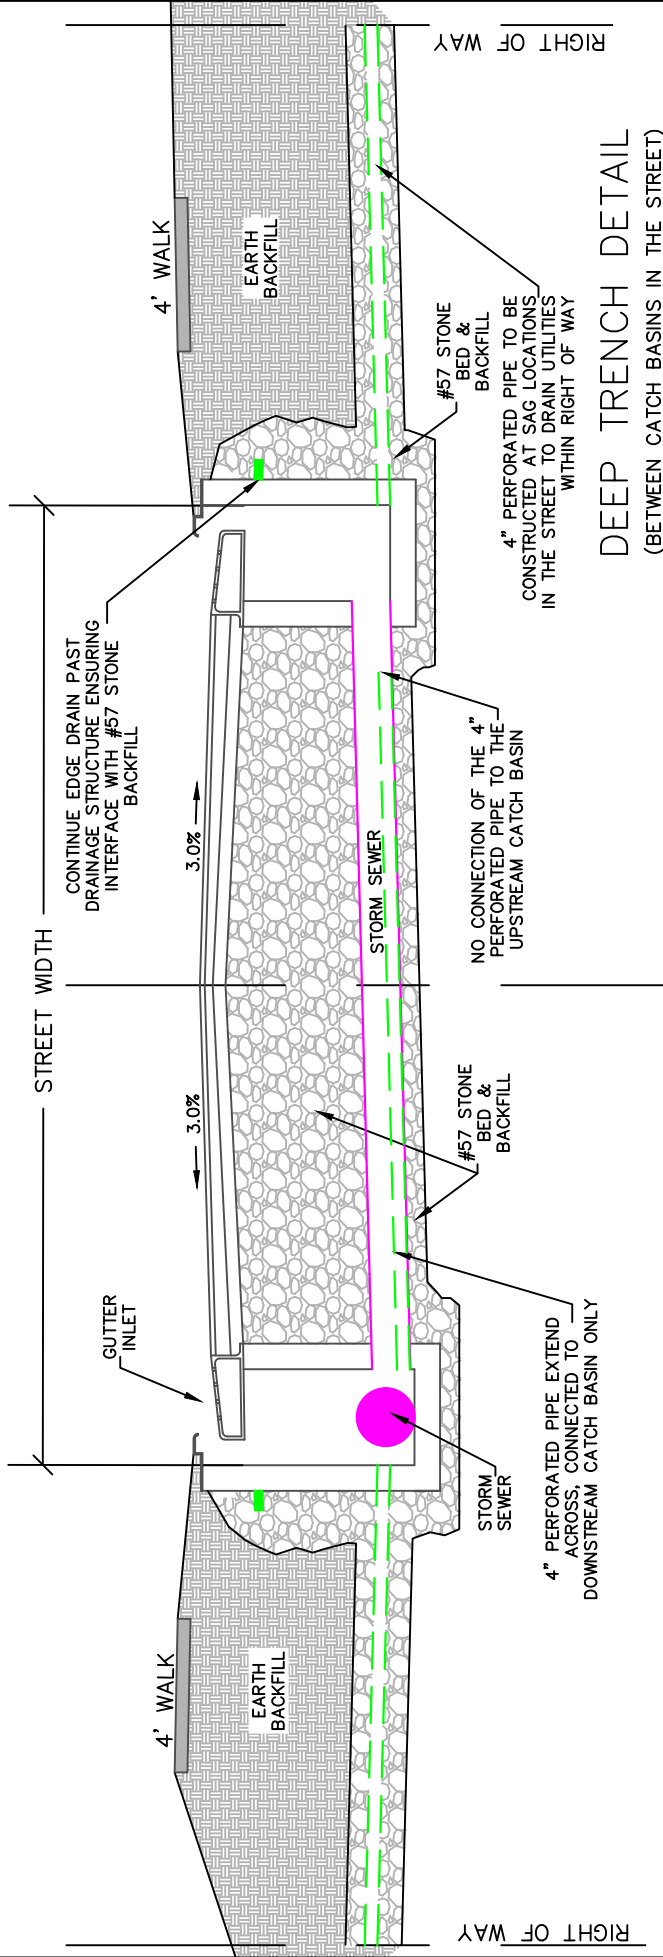 STREET WIDTH
CONTINUE EDGE DRAIN PAST
DRAINAGE STRUCTURE ENSURING
INTERFACE WITH #57 STONE
BACKFILL
GUTTER
INLET
3.0%
3.0%
4' WALK
4' WALK
EARTH
BACKFILL
EARTH
BACKFILL
STORM SEWER
STORM
SEWER
4" PERFORATED PIPE EXTEND
ACROSS, CONNECTED TO
DOWNSTREAM CATCH BASIN ONLY
#57 STONE
BED &
BACKFILL
NO CONNECTION OF THE 4"
PERFORATED PIPE TO THE
UPSTREAM CATCH BASIN
#57 STONE
BED &
BACKFILL
4" PERFORATED PIPE TO BE
CONSTRUCTED AT SAG LOCATIONS
IN THE STREET TO DRAIN UTILITIES
WITHIN RIGHT OF WAY
RIGHT OF WAY
RIGHT OF WAY
DEEP TRENCH DETAIL
(BETWEEN CATCH BASINS IN THE STREET)